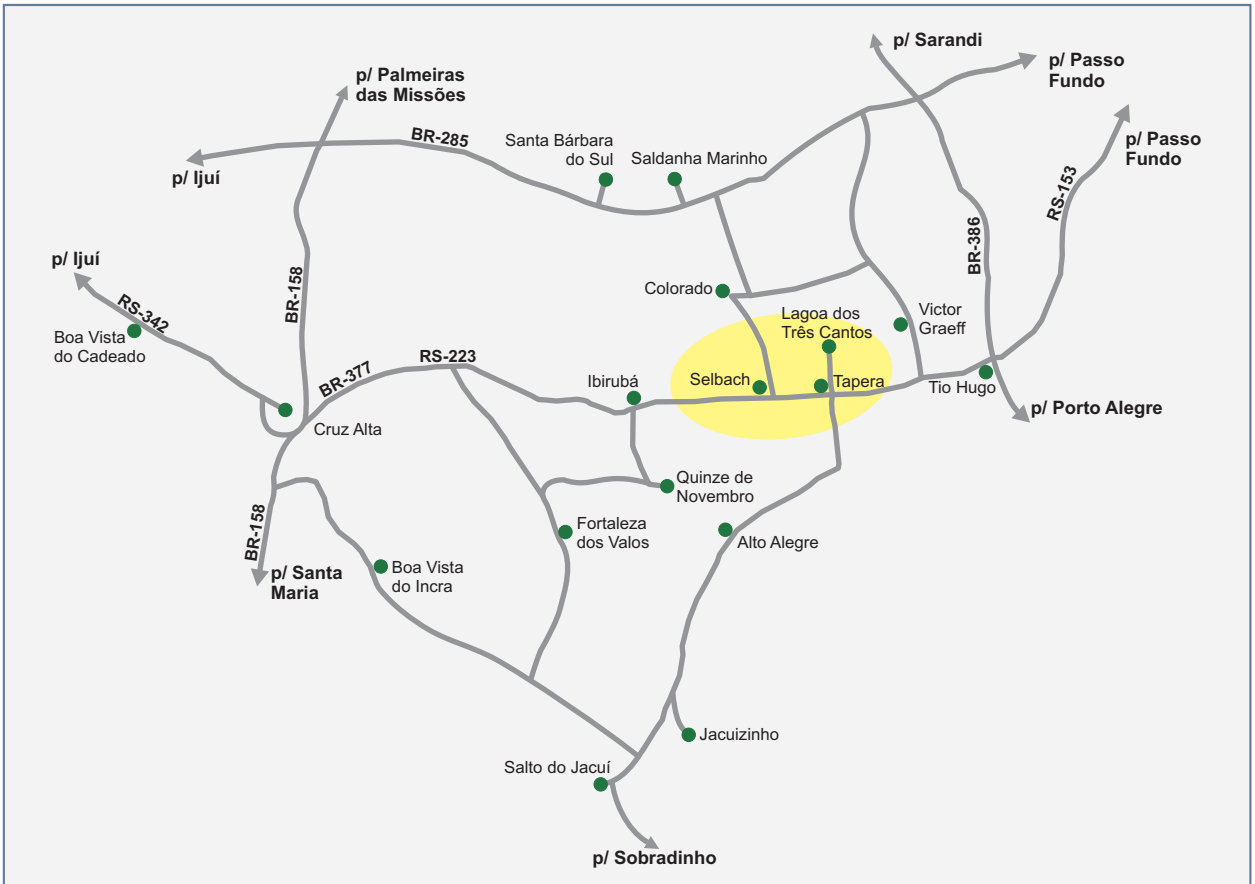 p/ Sarandi
p/ Passo
Fundo
p/ Palmeiras
das Missões
p/ Passo
Fundo
BR-285
Santa Bárbara
do Sul
Saldanha Marinho
p/ Ijuí
RS-153
BR-386
p/ Ijuí
BR-158
RS-342
Colorado
Lagoa dos
Três Cantos
Victor
Graeff
Boa Vista
do Cadeado
BR-377
RS-223
Ibirubá
Selbach
Tapera
Tio Hugo
p/ Porto Alegre
Cruz Alta
Quinze de
Novembro
BR-158
Fortaleza
dos Valos
Alto Alegre
p/ Santa
Maria
Boa Vista
do Incra
Jacuizinho
Salto do Jacuí
p/ Sobradinho